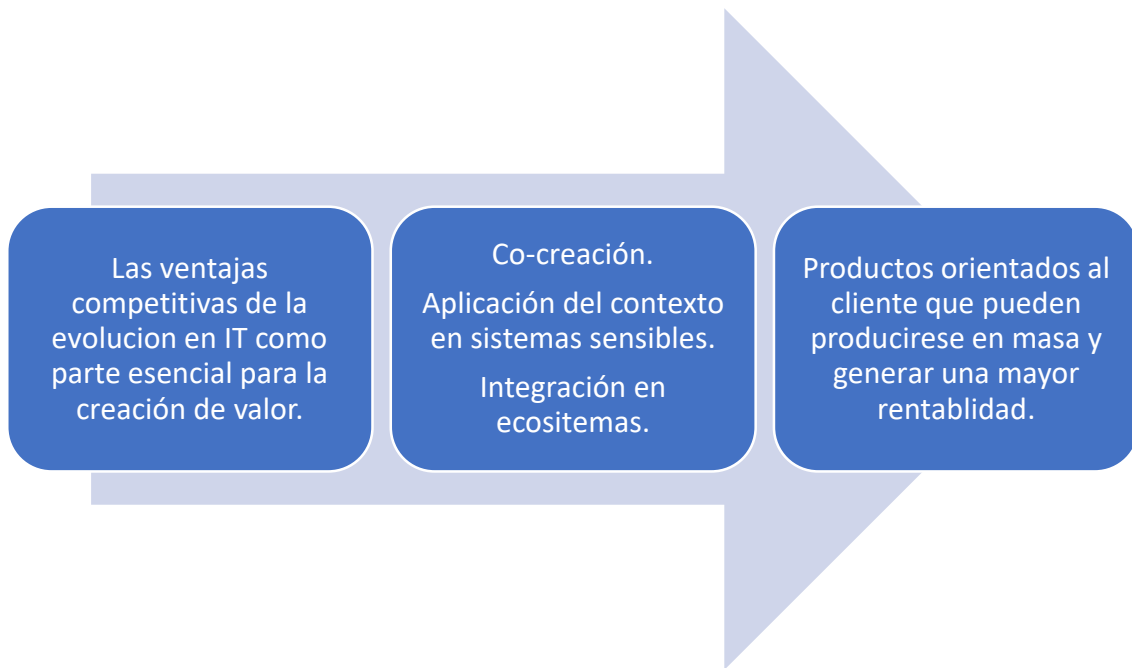 Las ventajas
competitivas de la
evolucion en IT como
parte esencial para la
creación de valor.
Co-creación.
Aplicación del contexto
en sistemas sensibles.
Integración en
ecositemas.
Productos orientados al
cliente que pueden
producirese en masa y
generar una mayor
rentablidad.